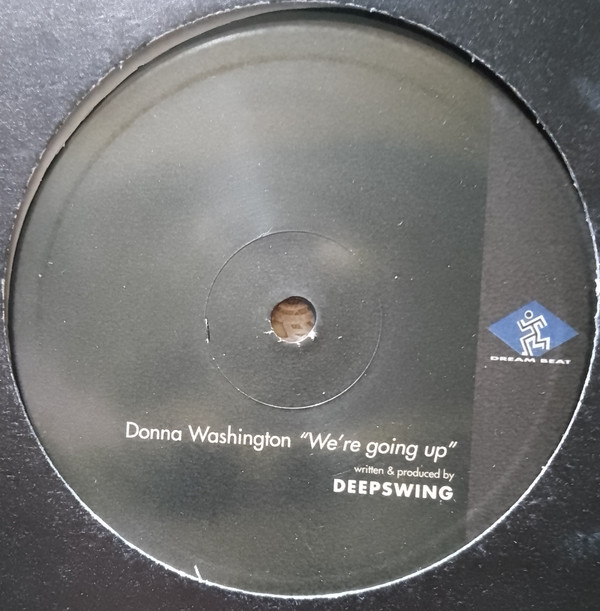 DREAM BEAT
Donna Washington “We're going up”
written & produced by
DEEPSWING